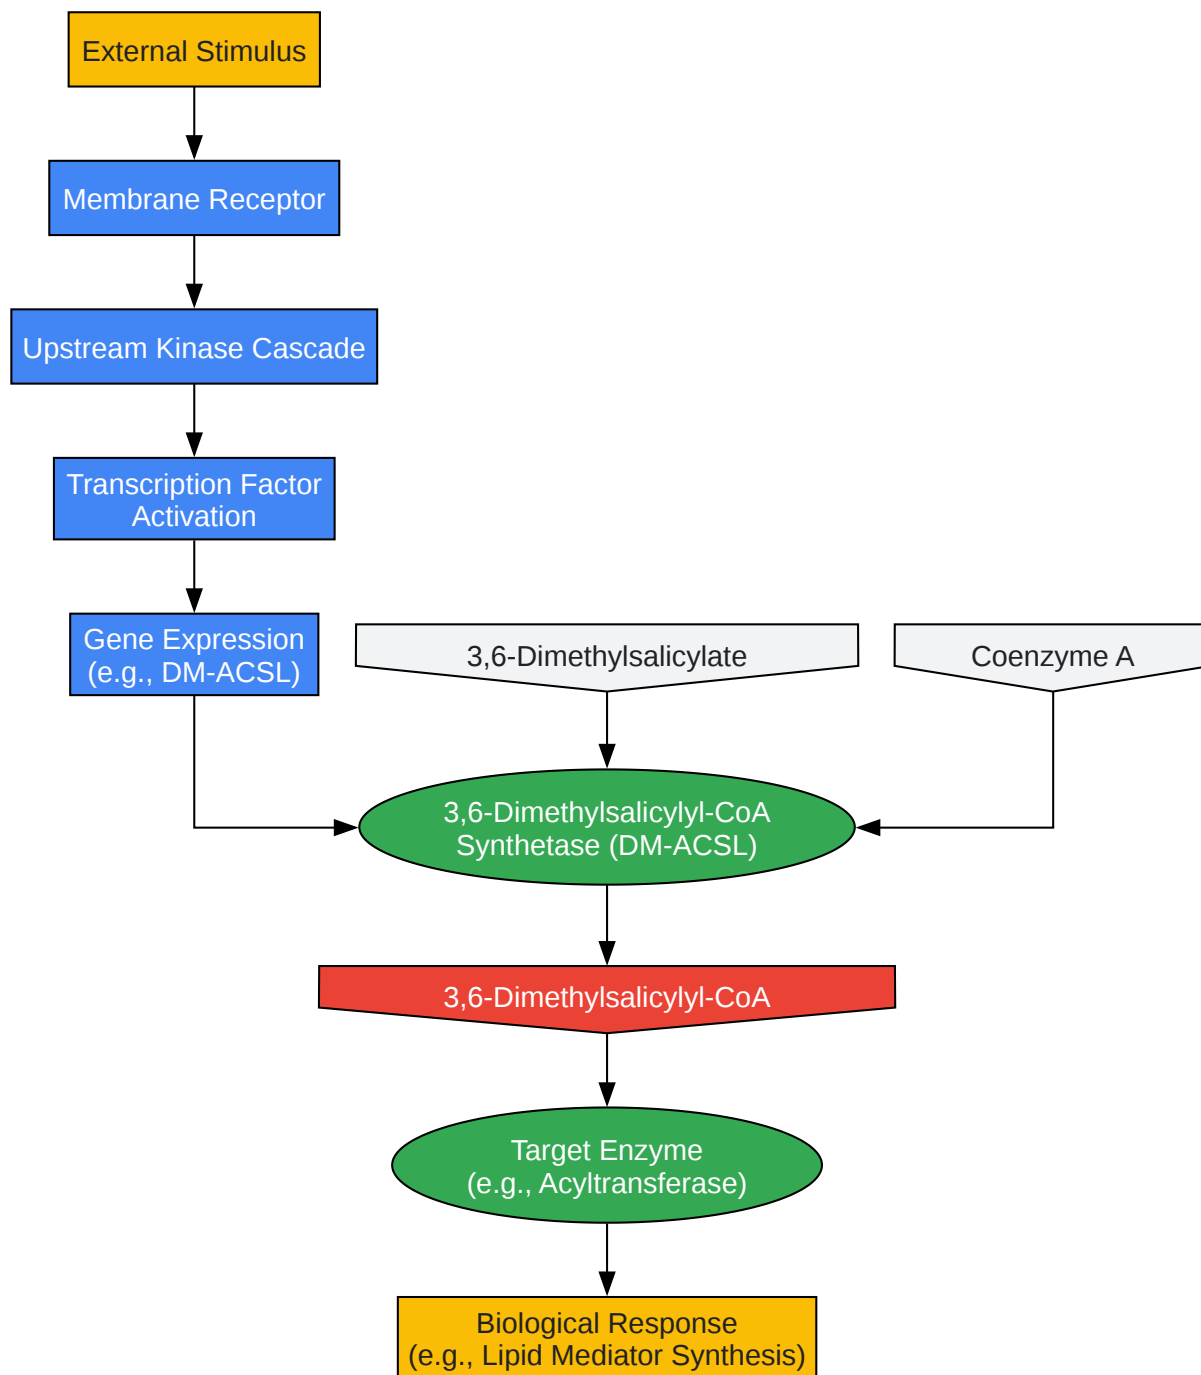 External Stimulus
Membrane Receptor
Upstream Kinase Cascade
Transcription Factor
Activation
Gene Expression
(e.g., DM-ACSL)
3,6-Dimethylsalicylate
Coenzyme A
3,6-Dimethylsalicylyl-CoA
Synthetase (DM-ACSL)
3,6-Dimethylsalicylyl-CoA
Target Enzyme
(e.g., Acyltransferase)
Biological Response
(e.g., Lipid Mediator Synthesis)